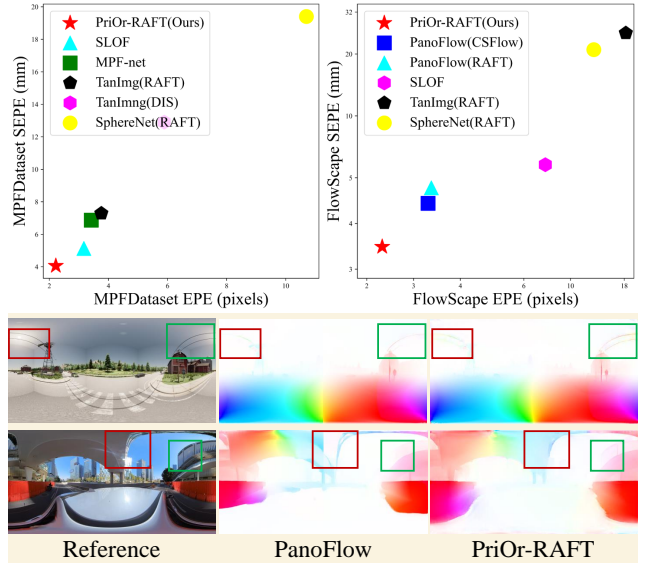 MPFDataset SEPE (mm)
20
18
16
14
12
10
8
6
4
PriOr-RAFT(Ours)
SLOF
MPF-net
TanImg(RAFT)
TanImng(DIS)
SphereNet(RAFT)
2
4
6
8
10
MPFDataset EPE (pixels)
FlowScape SEPE (mm)
32
20
10
5
4
3
PriOr-RAFT(Ours)
PanoFlow(CSFlow)
PanoFlow(RAFT)
SLOF
TanImg(RAFT)
SphereNet(RAFT)
2
3
4
6
10
18
FlowScape EPE (pixels)
Reference
PanoFlow
PriOr-RAFT